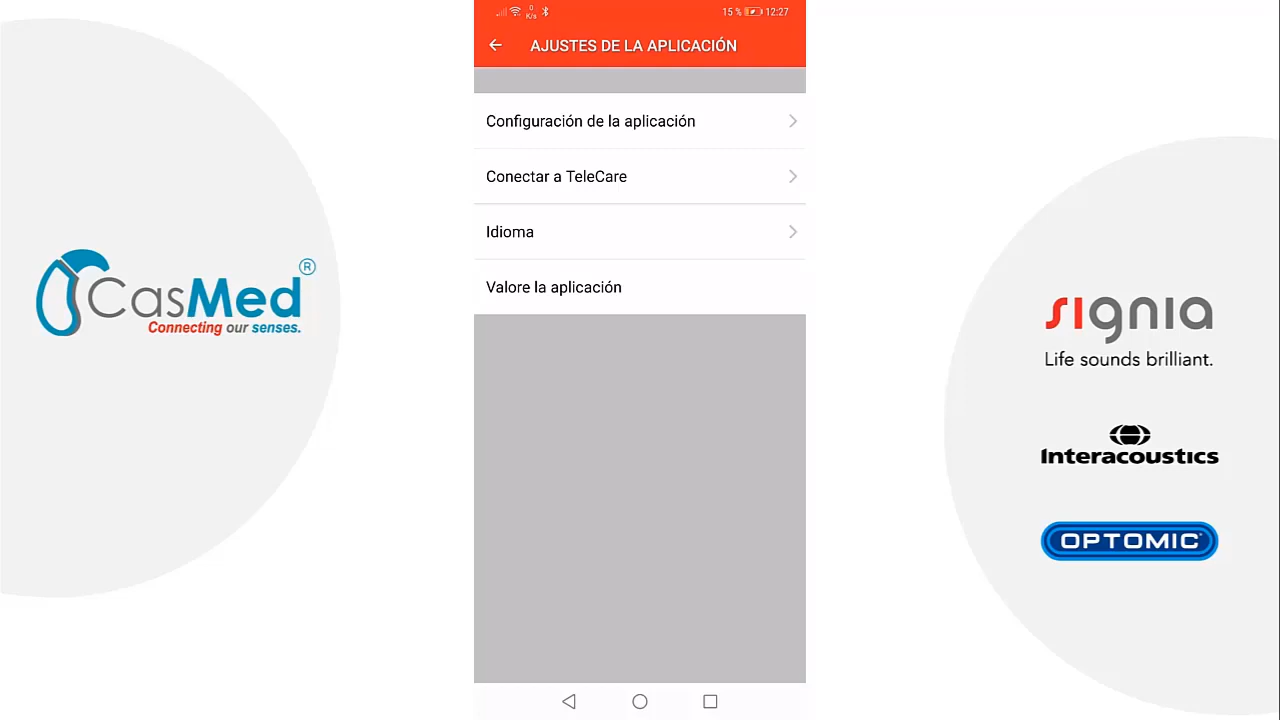 0
K/s
15 %
12:27
AJUSTES DE LA APLICACIÓN
Configuración de la aplicación
Conectar a TeleCare
Idioma
Valore la aplicación
CasMed®
Connecting our senses.
signia
Life sounds brilliant.
Interacoustics
OPTOMIC